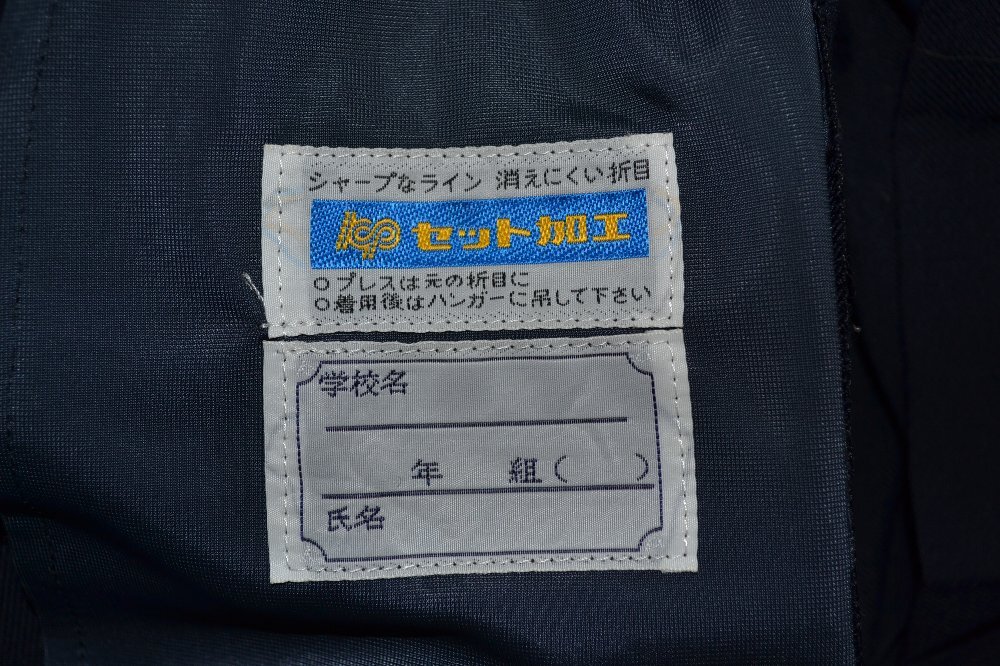 シャープなライン 消えにくい折目
セット加工
○プレスは元の折目に
○着用後はハンガーに吊して下さい
学校名
年 組( )
氏名